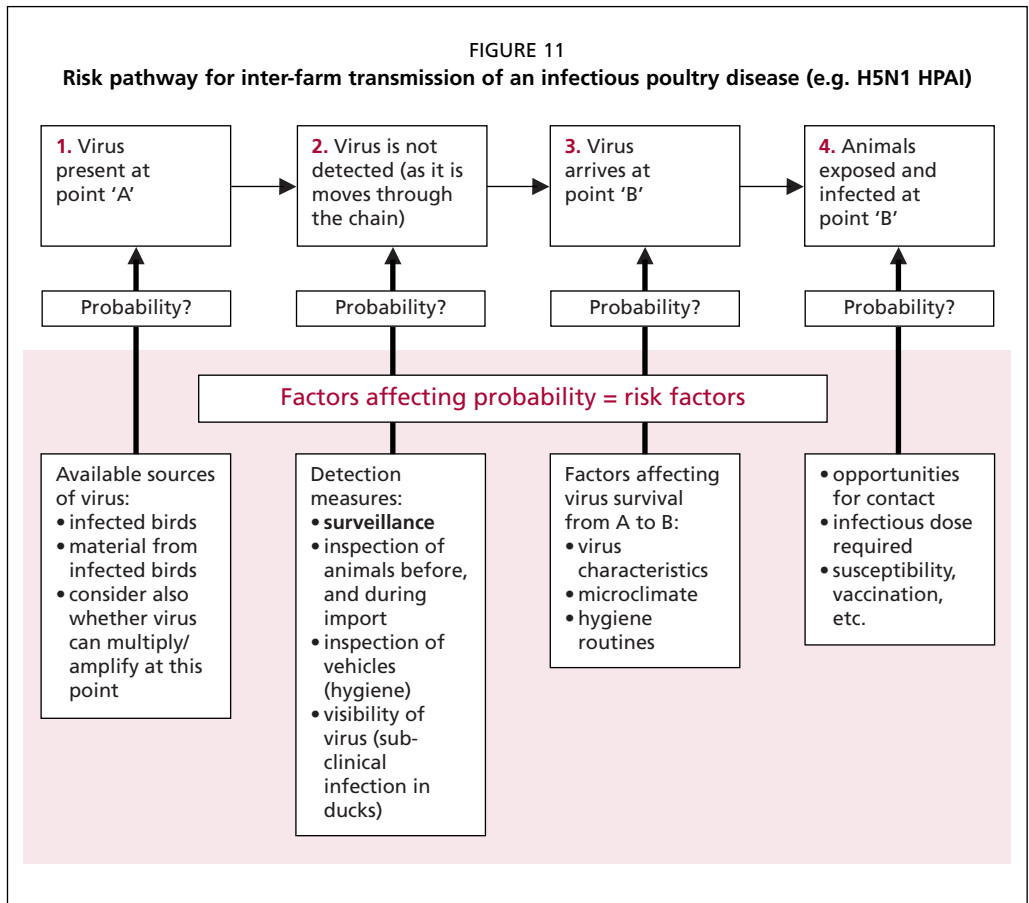 FIGURE 11
Risk pathway for inter-farm transmission of an infectious poultry disease (e.g. H5N1 HPAI)
1. Virus
present at
point ‘A’
2. Virus is not
detected (as it is
moves through
the chain)
3. Virus
arrives at
point ‘B’
4. Animals
exposed and
infected at
point ‘B’
Probability?
Probability?
Probability?
Probability?
Factors affecting probability = risk factors
Available sources
of virus:
• infected birds
• material from
infected birds
• consider also
whether virus
can multiply/
amplify at this
point
Detection
measures:
• surveillance
• inspection of
animals before,
and during
import
• inspection of
vehicles
(hygiene)
• visibility of
virus (sub-
clinical
infection in
ducks)
Factors affecting
virus survival
from A to B:
• virus
characteristics
• microclimate
• hygiene
routines
• opportunities
for contact
• infectious dose
required
• susceptibility,
vaccination,
etc.